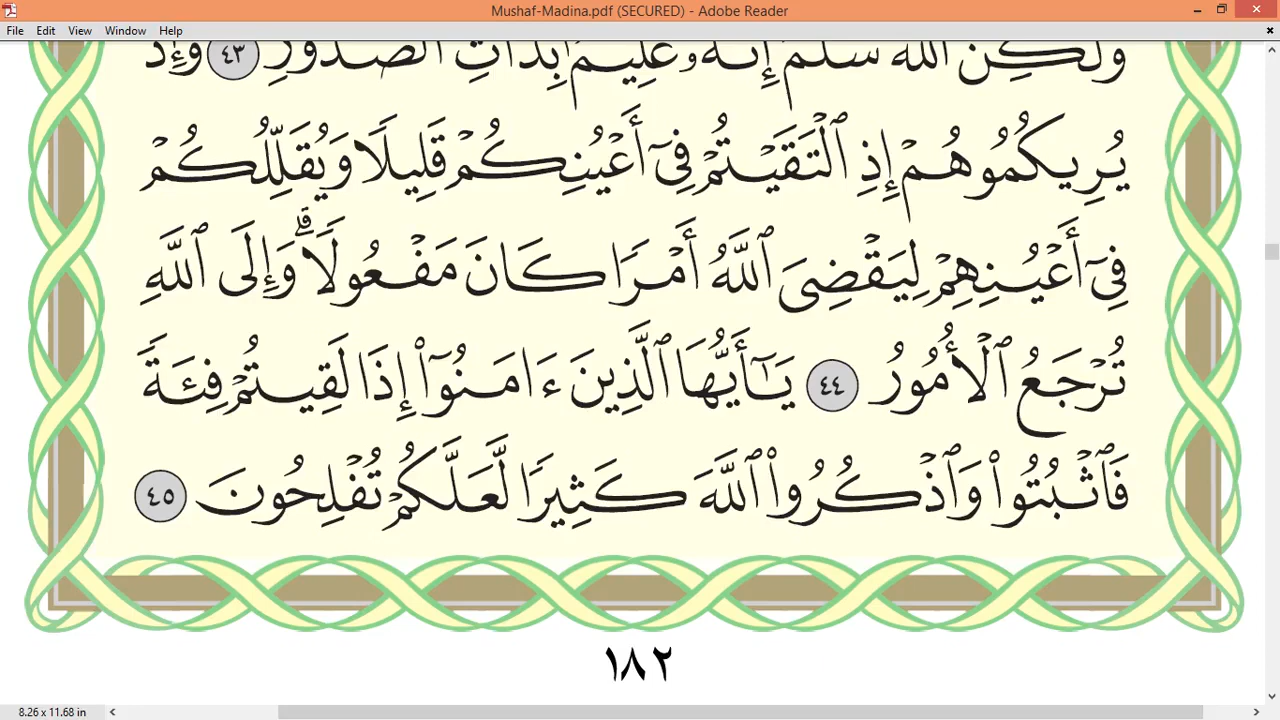 Mushaf-Madina.pdf (SECURED) - Adobe Reader
File Edit View Window Help
وَلَٰكِنَّ ٱللَّهَ سَلَّمَ إِنَّهُۥ عَلِيمٌۢ بِذَاتِ ٱلصُّدُورِ ٤٣ وَإِذْ
يُرِيكُمُوهُمْ إِذِ ٱلْتَقَيْتُمْ فِىٓ أَعْيُنِكُمْ قَلِيلًا وَيُقَلِّلُكُمْ
فِىٓ أَعْيُنِهِمْ لِيَقْضِىَ ٱللَّهُ أَمْرًا كَانَ مَفْعُولًا ۗ وَإِلَى ٱللَّهِ
تُرْجَعُ ٱلْأُمُورُ ٤٤ يَٰٓأَيُّهَا ٱلَّذِينَ ءَامَنُوٓا۟ إِذَا لَقِيتُمْ فِئَةً
فَٱثْبُتُوا۟ وَٱذْكُرُوا۟ ٱللَّهَ كَثِيرًا لَّعَلَّكُمْ تُفْلِحُونَ ٤٥
١٨٢
8.26 x 11.68 in